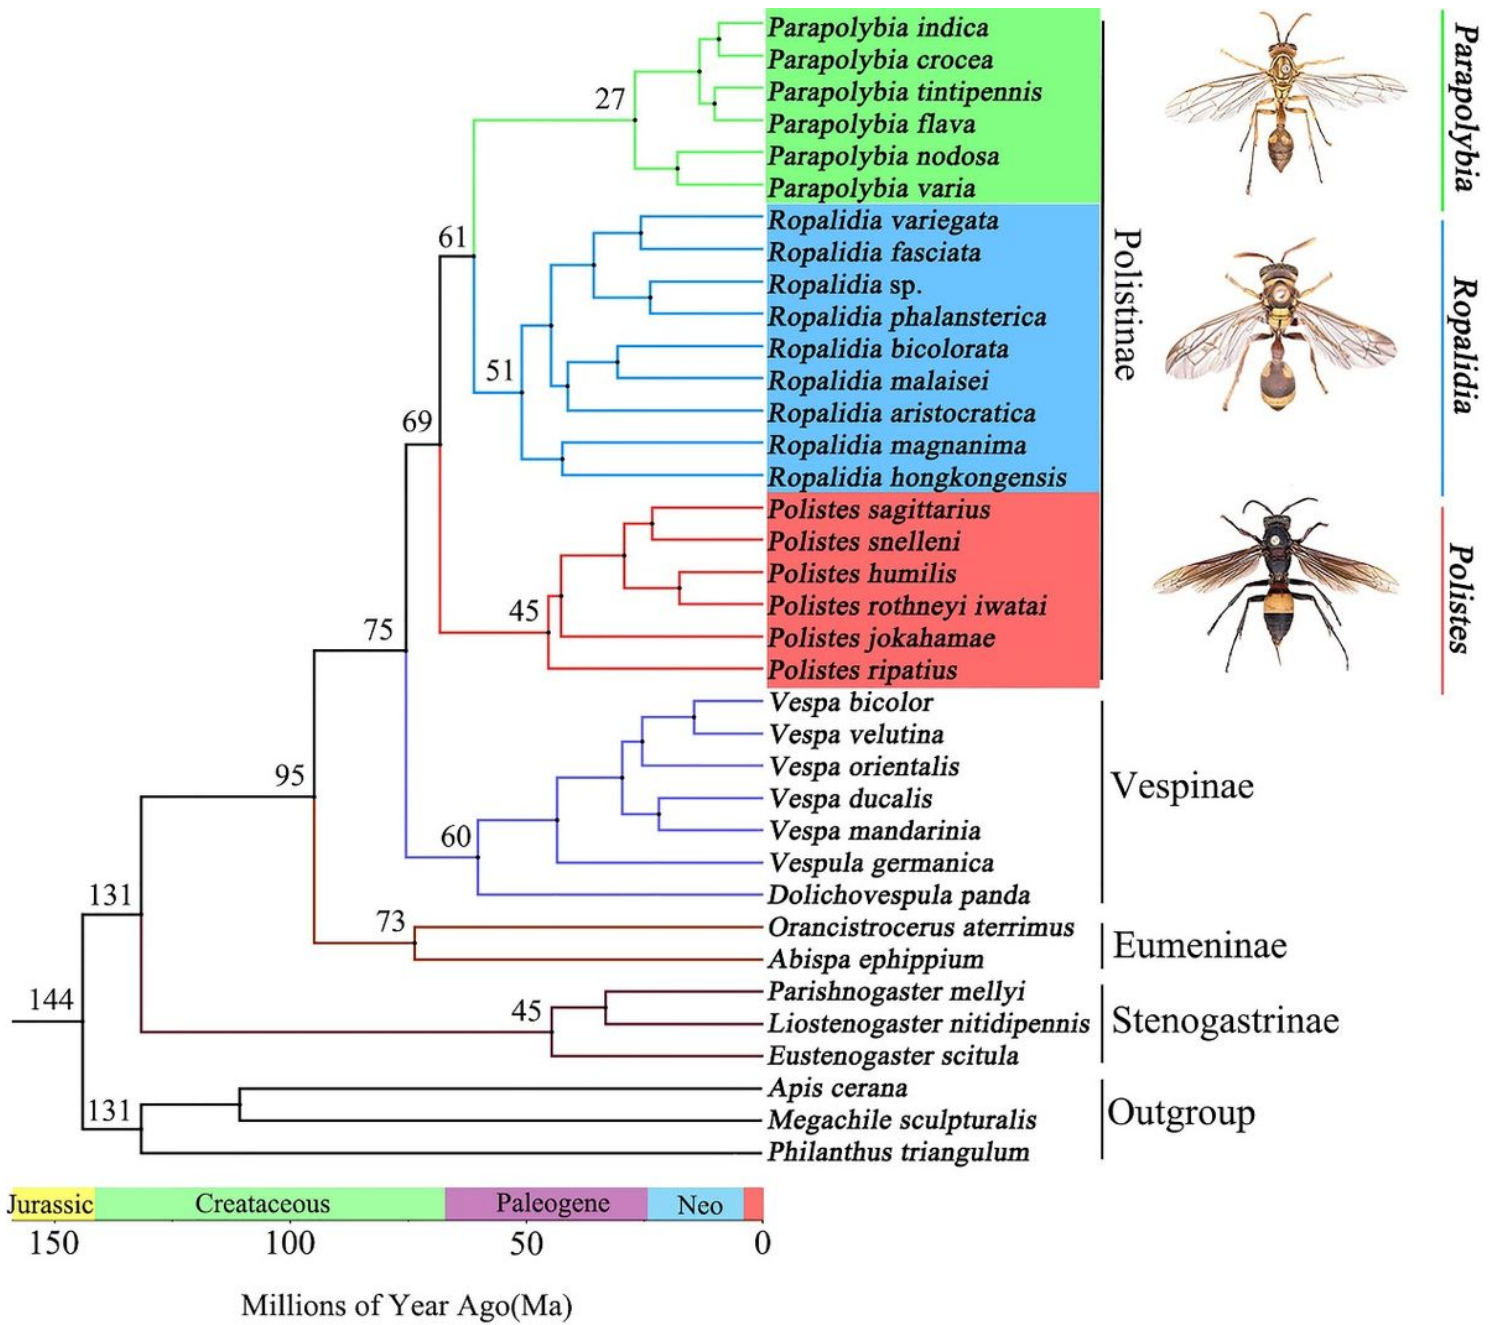 Parapolybia indica
Parapolybia crocea
Parapolybia tintipennis
27
Parapolybia flava
Parapolybia nodosa
Parapolybia varia
Parapolybia
Ropalidia variegata
61
Ropalidia fasciata
Ropalidia sp.
Ropalidia phalansterica
Polistinae
Ropalidia bicolorata
51
Ropalidia malaisei
Ropalidia aristocratica
Ropalidia
69
Ropalidia magnanima
Ropalidia hongkongensis
Polistes sagittarius
Polistes snelleni
Polistes humilis
45
Polistes rothneyi iwatai
75
Polistes jokahamae
Polistes ripatius
Polistes
Vespa bicolor
Vespa velutina
Vespa orientalis
95
Vespinae
Vespa ducalis
Vespa mandarinia
60
Vespula germanica
131
Dolichovespula panda
73
Orancistrocerus aterrimus
Eumeninae
Abispa ephippium
144
Parishnogaster mellyi
45
Liostenogaster nitidipennis
Stenogastrinae
Eustenogaster scitula
Apis cerana
131
Outgroup
Megachile sculpturalis
Philanthus triangulum
Jurassic Creataceous Paleogene Neo
150 100 50 0
Millions of Year Ago(Ma)